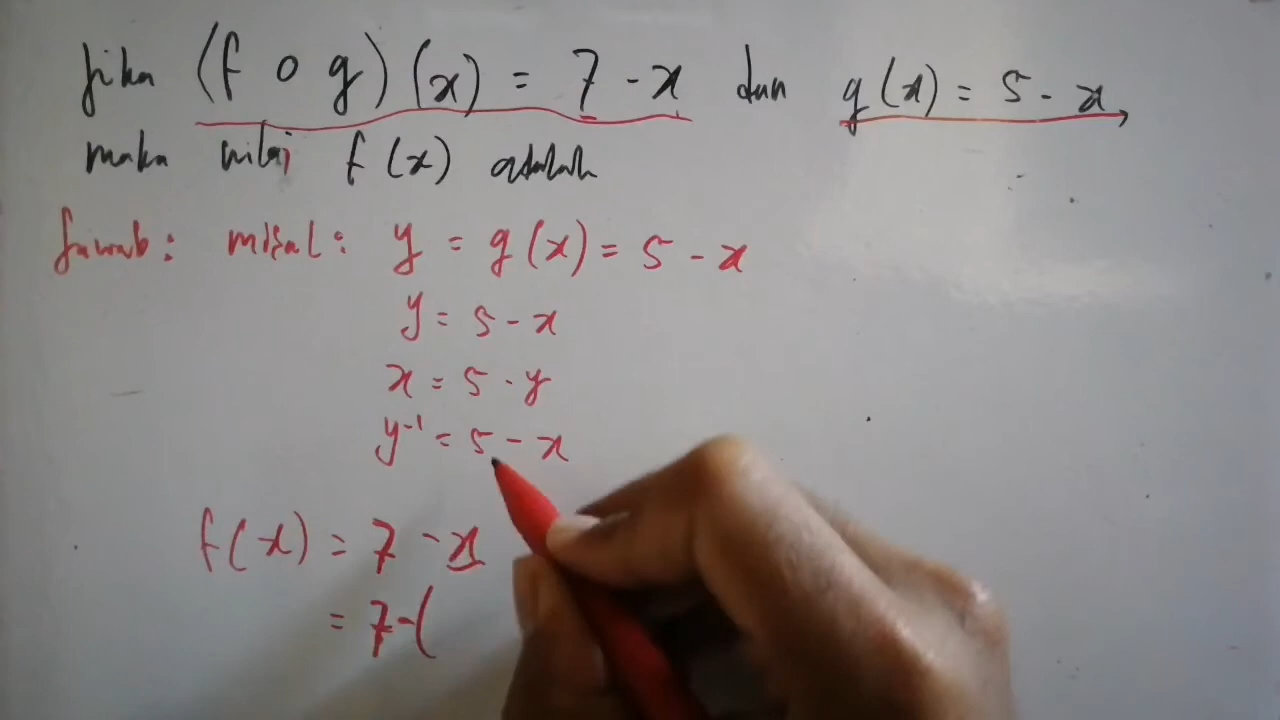 Jika (f o g)(x) = 7 - x dan g(x) = 5 - x,
maka nilai f(x) adalah
Jawab: misal: y = g(x) = 5 - x
y = 5 - x
x = 5 - y
y⁻¹ = 5 - x
f(x) = 7 - x
= 7-(